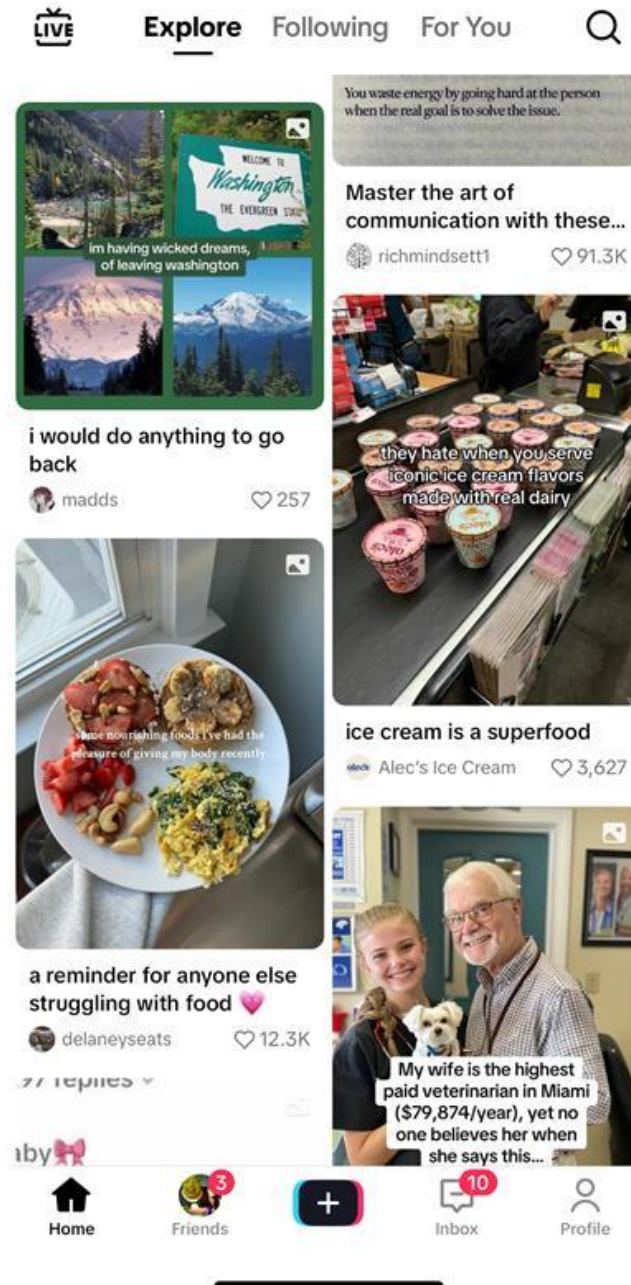 LIVE
Explore
Following
For You
WELCOME TO
Washington
THE EVERGREEN
im having wicked dreams,
of leaving washington
i would do anything to go
back
madds
257
some nourishing foods i've had the
pleasure of giving my body recently
a reminder for anyone else
struggling with food 💗
delaneyseats
12.3K
97 replies
aby🎀
You waste energy by going hard at the person
when the real goal is to solve the issue.
Master the art of
communication with these...
richmindsett1
91.3K
they hate when you serve
iconic ice cream flavors
made with real dairy
alec's
alec's
ice cream is a superfood
alec's
Alec's Ice Cream
3,627
My wife is the highest
paid veterinarian in Miami
($79,874/year), yet no
one believes her when
she says this...
Home
3
Friends
10
Inbox
Profile